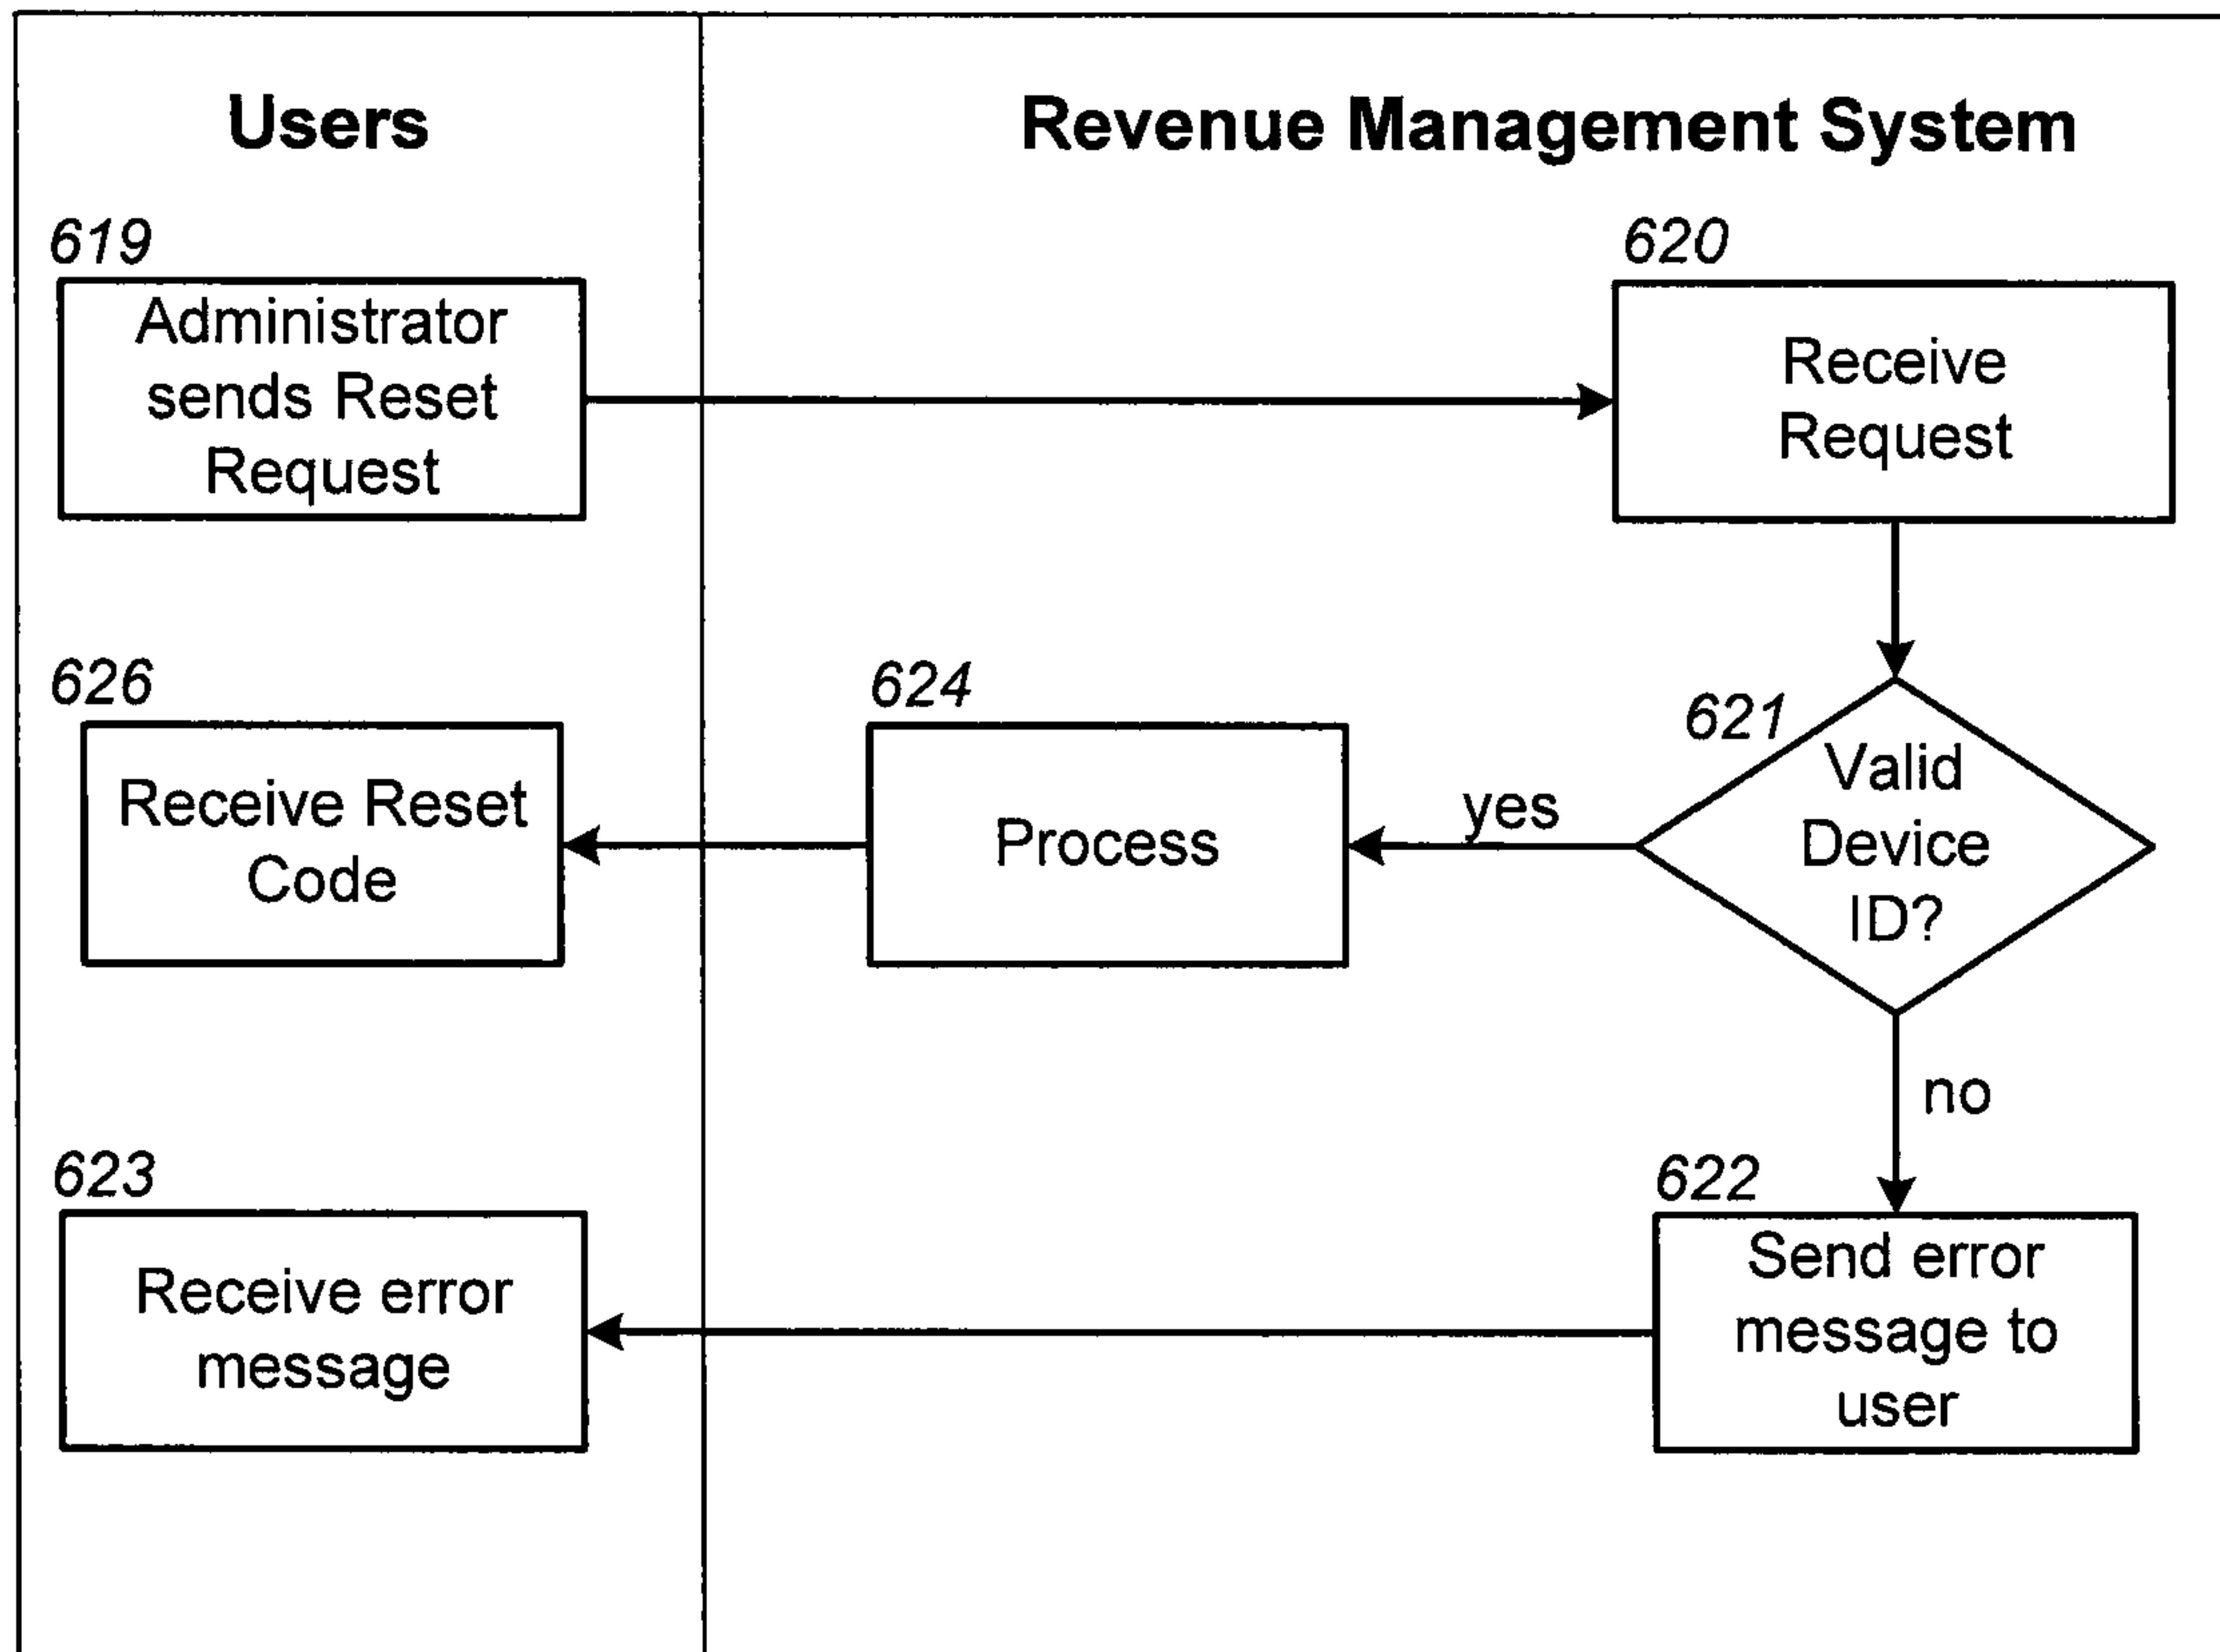 Users
Revenue Management System
619
Administrator
sends Reset
Request
620
Receive
Request
626
Receive Reset
Code
624
Process
yes
621
Valid
Device
ID?
no
623
Receive error
message
622
Send error
message to
user